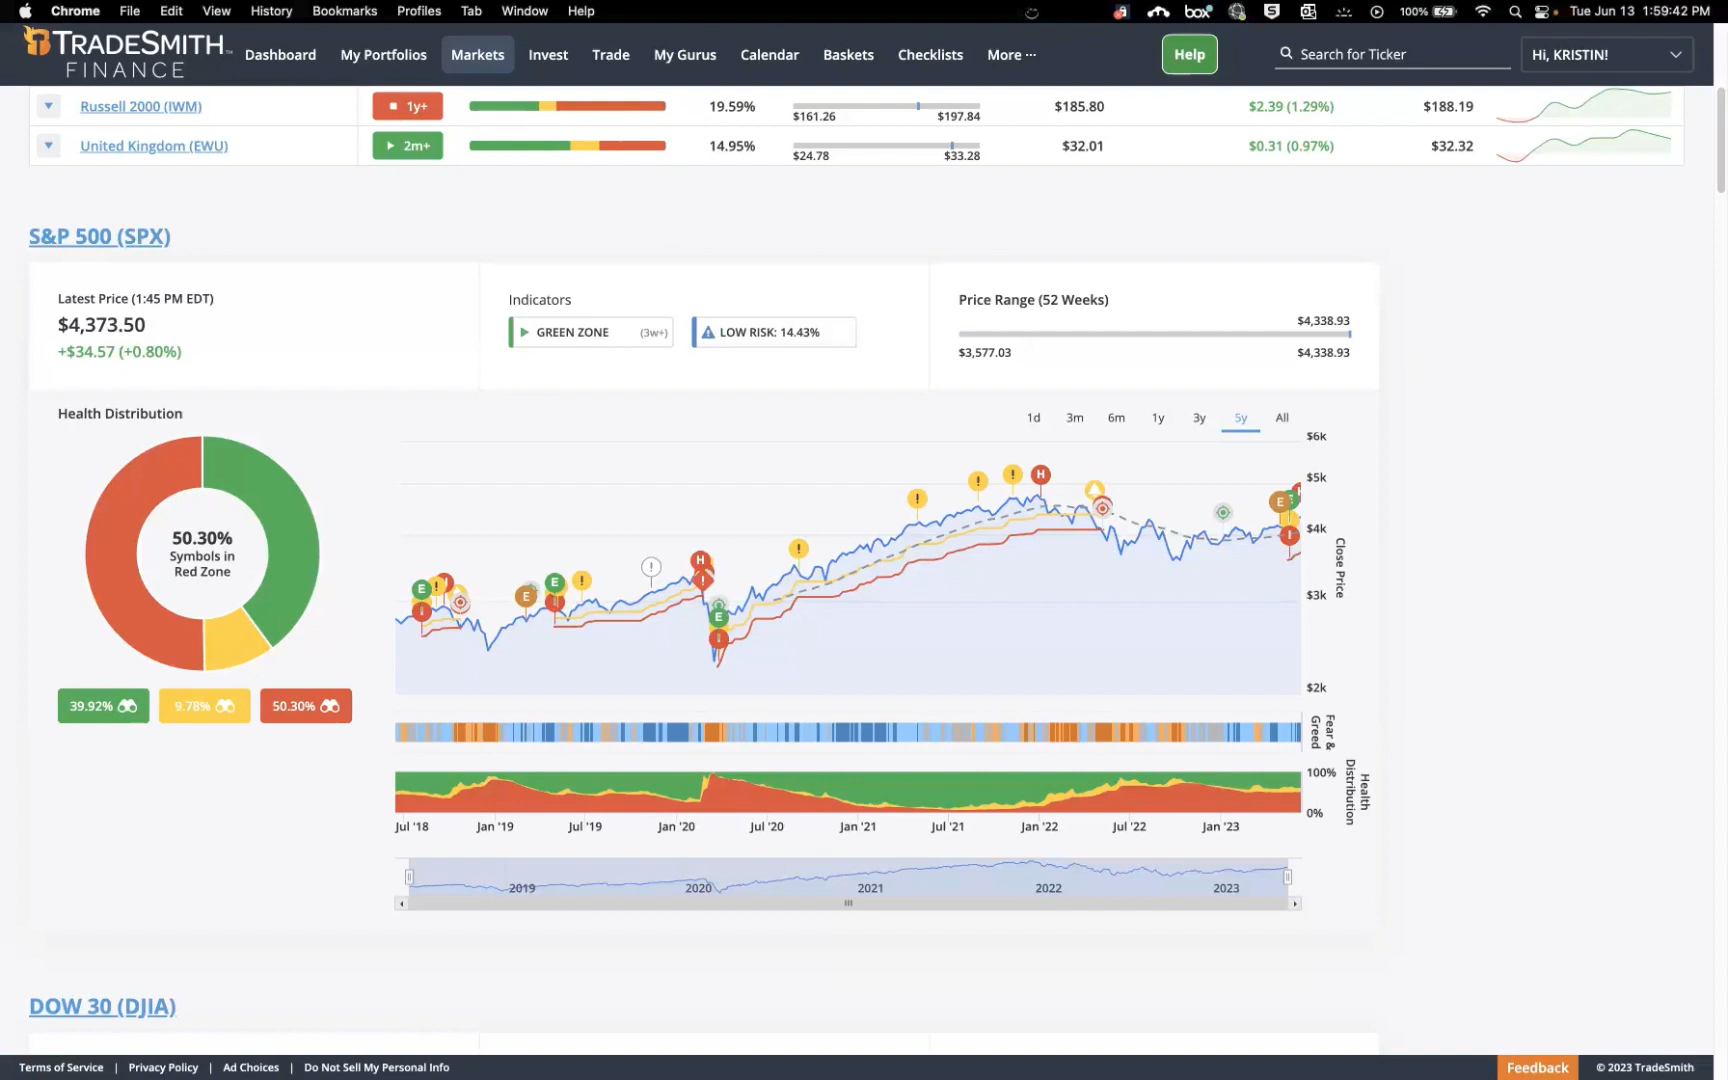 Chrome File Edit View History Bookmarks Profiles Tab Window Help box 100% Tue Jun 13 1:59:42 PM
TRADESMITH
FINANCE
Dashboard My Portfolios Markets Invest Trade My Gurus Calendar Baskets Checklists More ··· Help Search for Ticker Hi, KRISTIN!
Russell 2000 (IWM) 1y+ 19.59% $161.26 $197.84 $185.80 $2.39 (1.29%) $188.19
United Kingdom (EWU) 2m+ 14.95% $24.78 $33.28 $32.01 $0.31 (0.97%) $32.32
S&P 500 (SPX)
Latest Price (1:45 PM EDT)
$4,373.50
+$34.57 (+0.80%)
Indicators
GREEN ZONE (3w+) LOW RISK: 14.43%
Price Range (52 Weeks)
$4,338.93
$3,577.03 $4,338.93
Health Distribution
50.30%
Symbols in
Red Zone
39.92% 9.78% 50.30%
1d 3m 6m 1y 3y 5y All
$6k
$5k
$4k
$3k
$2k
Close Price
E ! E E ! ! H ! E ! ! ! ! H E
Fear &
Greed
100%
0%
Health
Distribution
Jul '18 Jan '19 Jul '19 Jan '20 Jul '20 Jan '21 Jul '21 Jan '22 Jul '22 Jan '23
2019 2020 2021 2022 2023
DOW 30 (DJIA)
Terms of Service | Privacy Policy | Ad Choices | Do Not Sell My Personal Info Feedback © 2023 TradeSmith